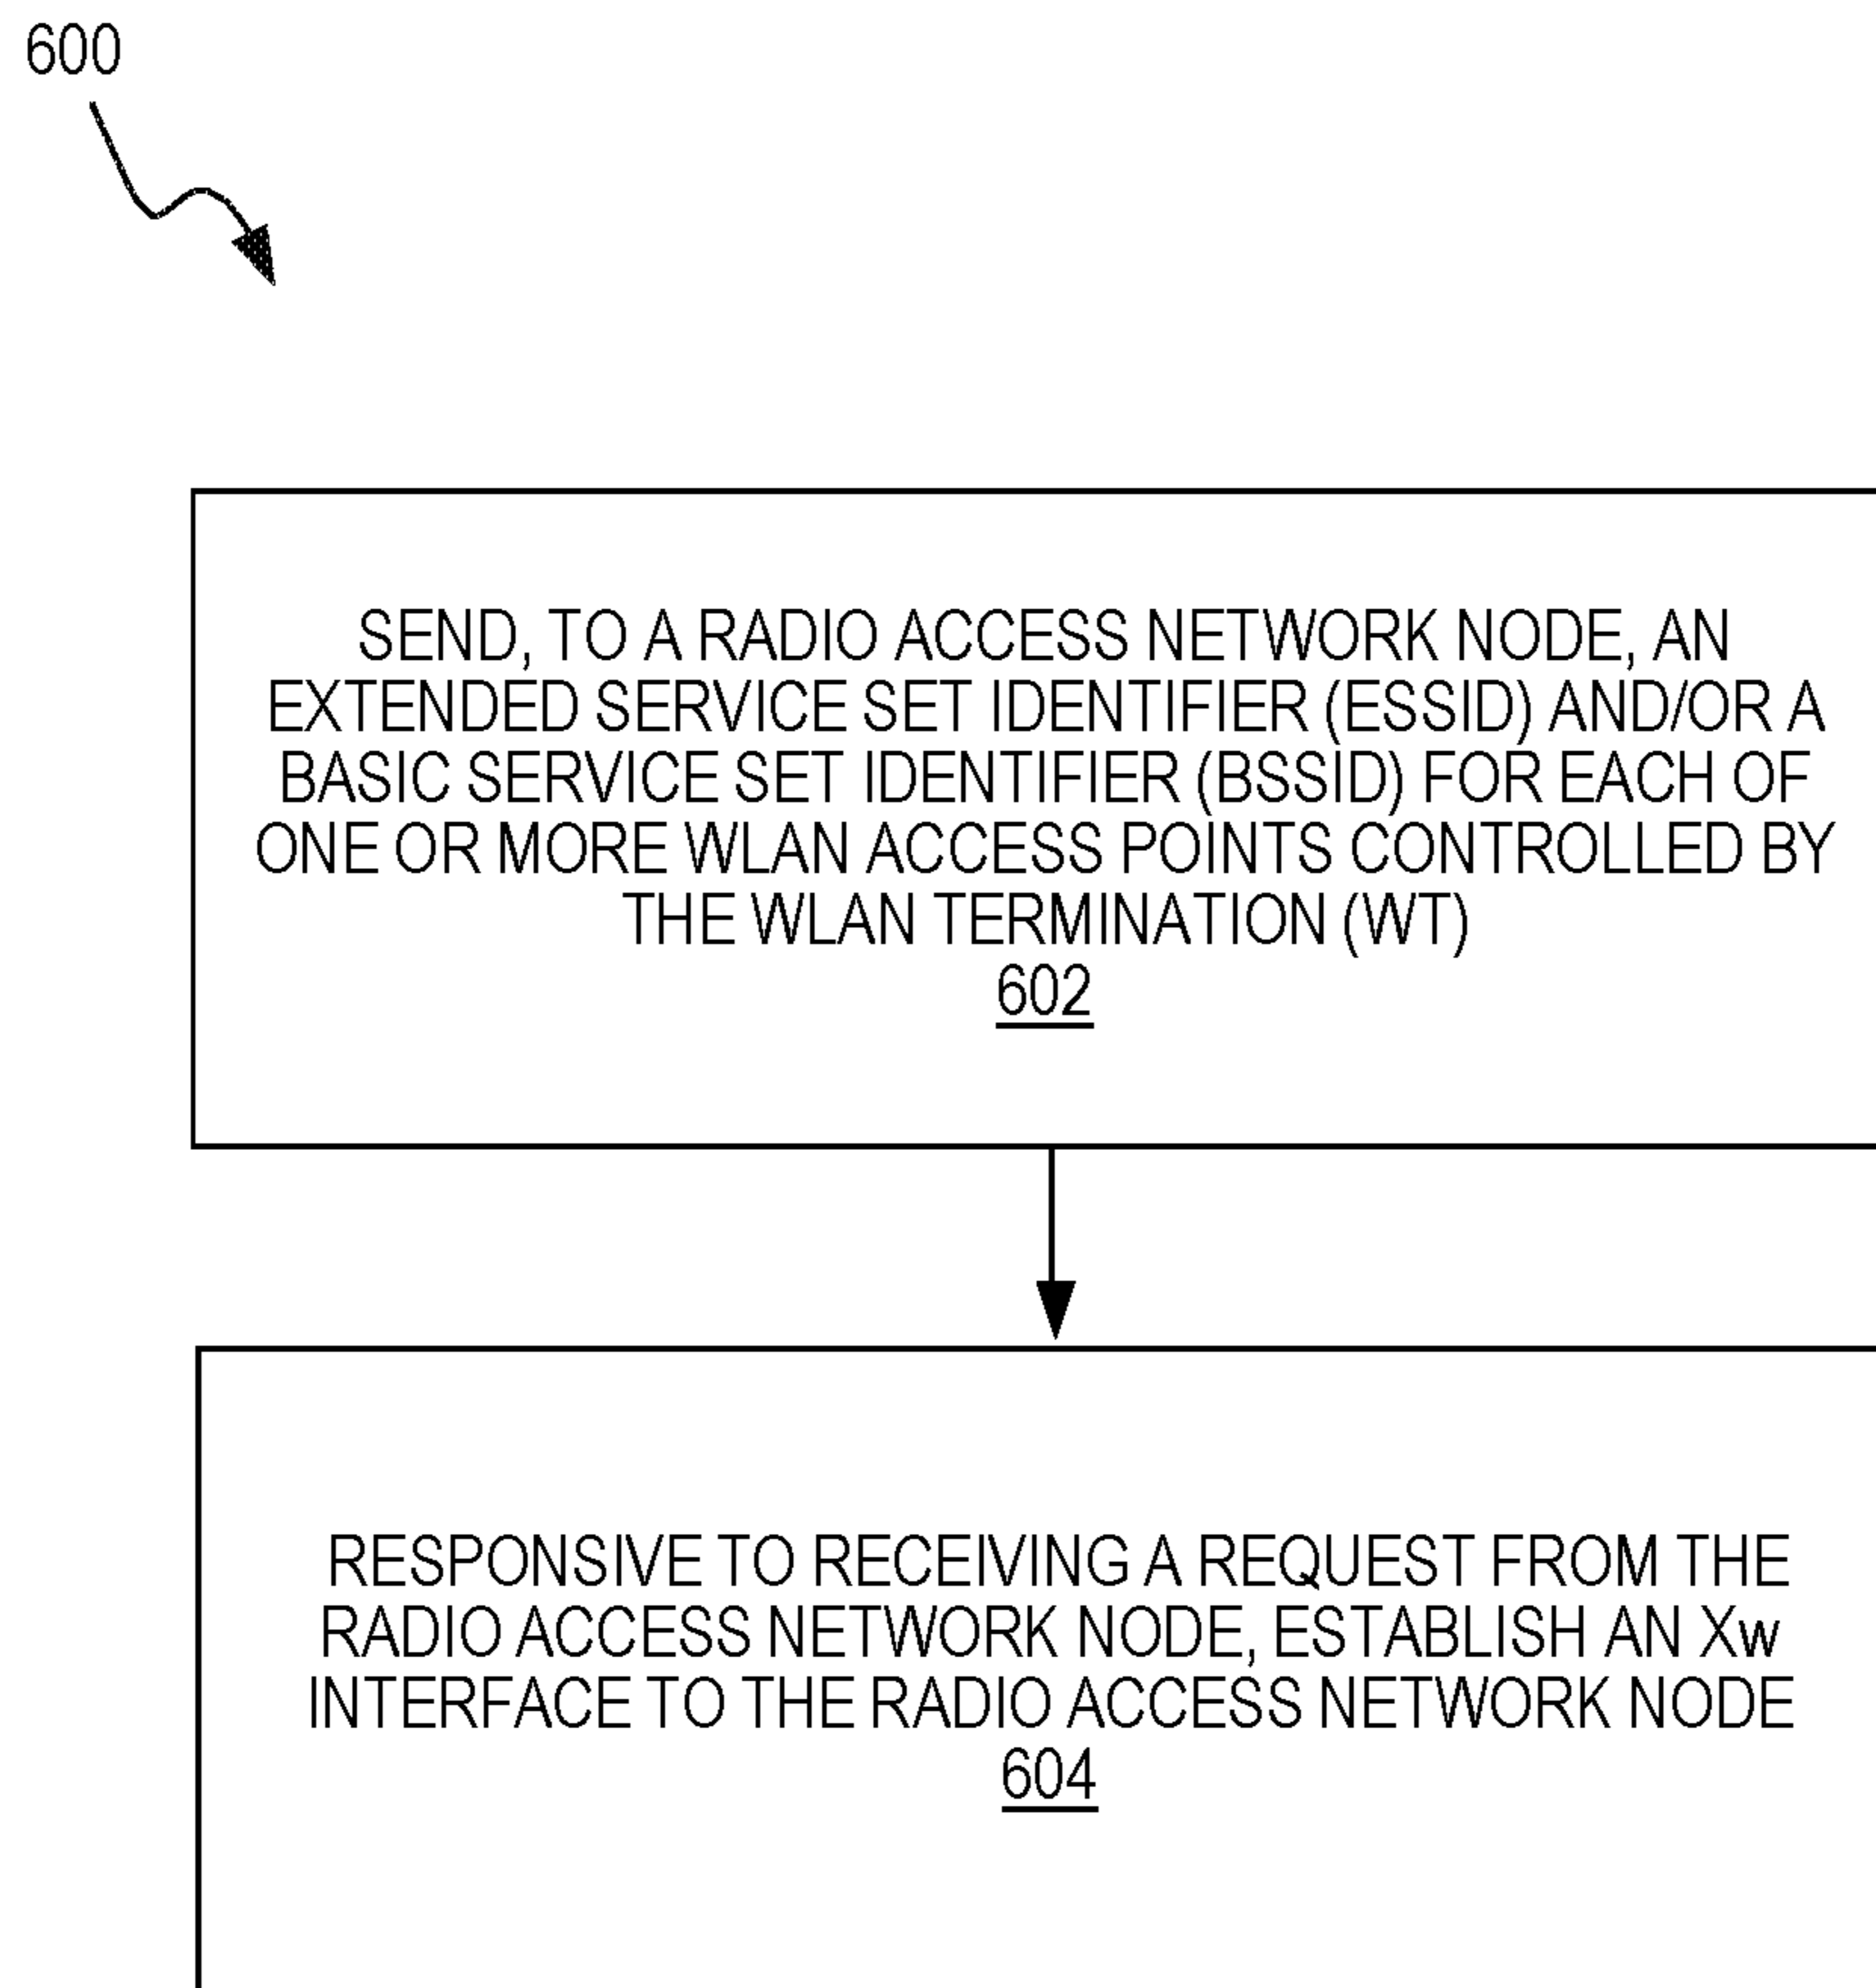 600
SEND, TO A RADIO ACCESS NETWORK NODE, AN
EXTENDED SERVICE SET IDENTIFIER (ESSID) AND/OR A
BASIC SERVICE SET IDENTIFIER (BSSID) FOR EACH OF
ONE OR MORE WLAN ACCESS POINTS CONTROLLED BY
THE WLAN TERMINATION (WT)
602
RESPONSIVE TO RECEIVING A REQUEST FROM THE
RADIO ACCESS NETWORK NODE, ESTABLISH AN Xw
INTERFACE TO THE RADIO ACCESS NETWORK NODE
604